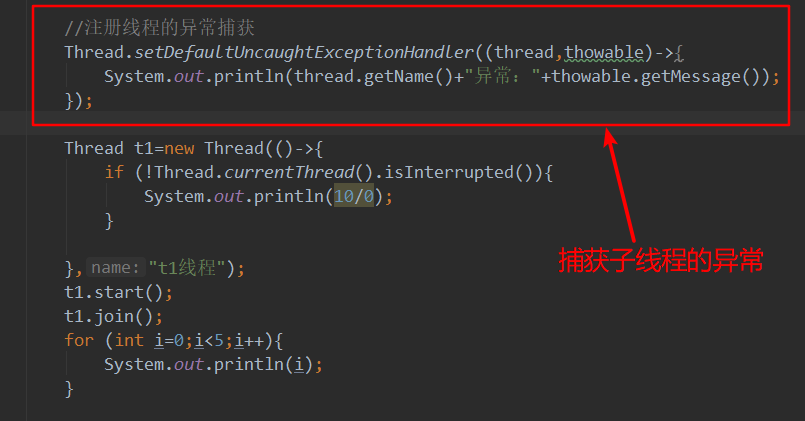 //注册线程的异常捕获
Thread.setDefaultUncaughtExceptionHandler((thread,thowable)->{
System.out.println(thread.getName()+"异常："+thowable.getMessage());
});
Thread t1=new Thread(()->{
if (!Thread.currentThread().isInterrupted()){
System.out.println(10/0);
}
捕获子线程的异常
}, name: "t1线程");
t1.start();
t1.join();
for (int i=0;i<5;i++){
System.out.println(i);
}